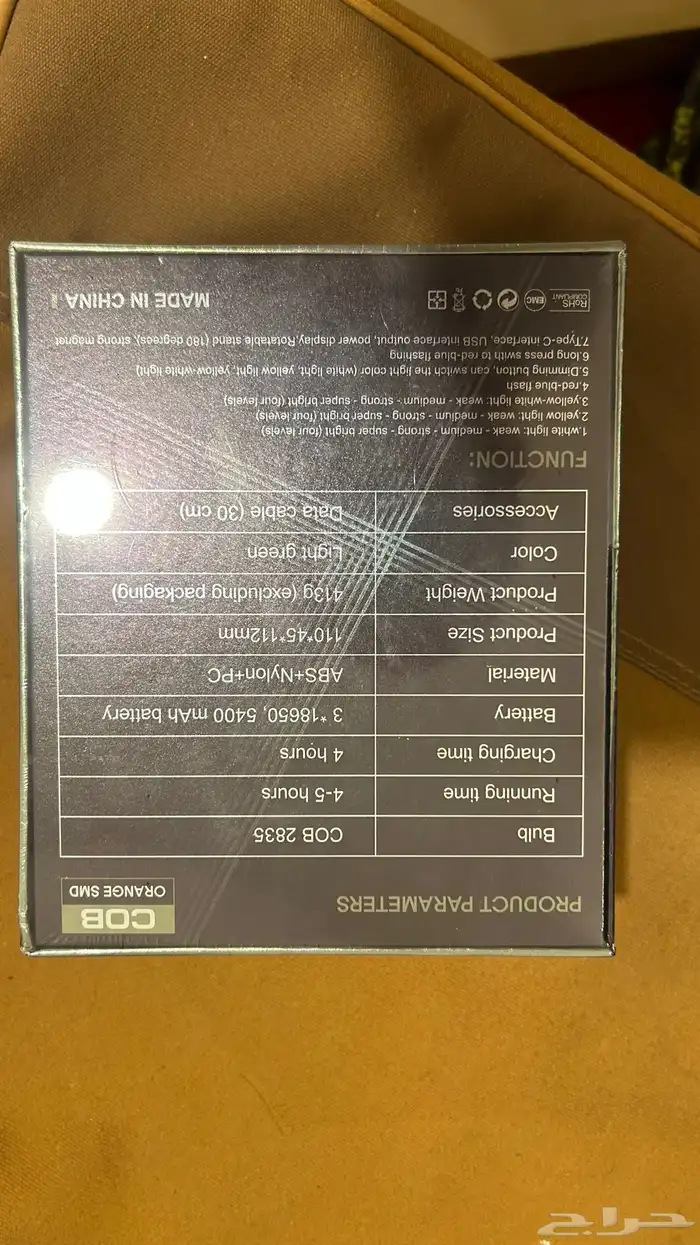 PRODUCT PARAMETERS
COB
ORANGE SMD
Bulb COB 2835
Running time 4-5 hours
Charging time 4 hours
Battery 3 *18650, 5400 mAh battery
Material ABS+Nylon+PC
Product Size 110*45*112mm
Product Weight 413g (excluding packaging)
Color Light green
Accessories Data cable (30 cm)
FUNCTION:
1.white light: weak - medium - strong - super bright (four levels)
2.yellow light: weak - medium - strong - super bright (four levels)
3.yellow-white light: weak - medium - strong - super bright (four levels)
4.red-blue flash
5.Dimming button, can switch the light color (white light, yellow light, yellow-white light)
6.long press swith to red-blue flashing
7.Type-C interface, USB interface output, power display,Rotatable stand (180 degrees), strong magnet
RoHS
COMPLIANT
EMC
MADE IN CHINA
حراج